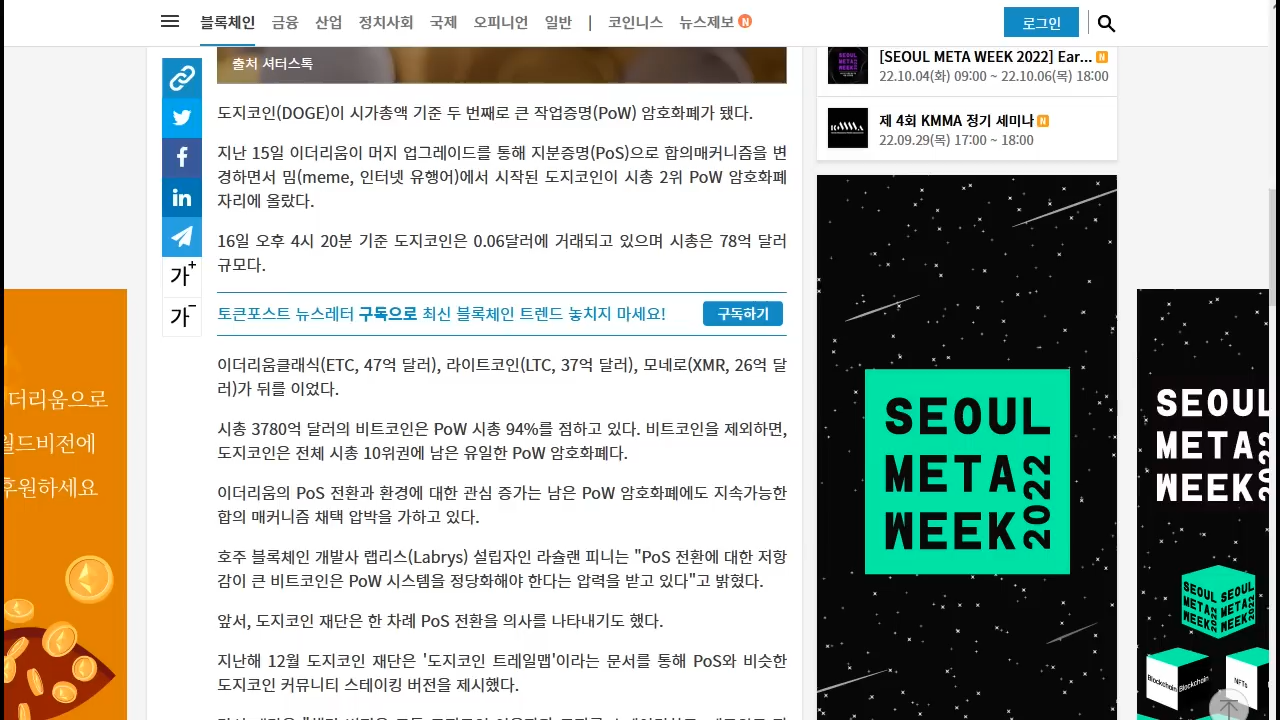 블록체인 금융 산업 정치사회 국제 오피니언 일반 | 코인니스 뉴스제보 N
로그인
출처 셔터스톡
가+
가-
도지코인(DOGE)이 시가총액 기준 두 번째로 큰 작업증명(PoW) 암호화폐가 됐다.
지난 15일 이더리움이 머지 업그레이드를 통해 지분증명(PoS)으로 합의매커니즘을 변
경하면서 밈(meme, 인터넷 유행어)에서 시작된 도지코인이 시총 2위 PoW 암호화폐
자리에 올랐다.
16일 오후 4시 20분 기준 도지코인은 0.06달러에 거래되고 있으며 시총은 78억 달러
규모다.
토큰포스트 뉴스레터 구독으로 최신 블록체인 트렌드 놓치지 마세요!
구독하기
이더리움클래식(ETC, 47억 달러), 라이트코인(LTC, 37억 달러), 모네로(XMR, 26억 달
러)가 뒤를 이었다.
시총 3780억 달러의 비트코인은 PoW 시총 94%를 점하고 있다. 비트코인을 제외하면,
도지코인은 전체 시총 10위권에 남은 유일한 PoW 암호화폐다.
이더리움의 PoS 전환과 환경에 대한 관심 증가는 남은 PoW 암호화폐에도 지속가능한
합의 매커니즘 채택 압박을 가하고 있다.
호주 블록체인 개발사 랩리스(Labrys) 설립자인 라슐랜 피니는 "PoS 전환에 대한 저항
감이 큰 비트코인은 PoW 시스템을 정당화해야 한다는 압력을 받고 있다"고 밝혔다.
앞서, 도지코인 재단은 한 차례 PoS 전환을 의사를 나타내기도 했다.
지난해 12월 도지코인 재단은 '도지코인 트레일맵'이라는 문서를 통해 PoS와 비슷한
도지코인 커뮤니티 스테이킹 버전을 제시했다.
[SEOUL META WEEK 2022] Ear... N
22.10.04(화) 09:00 ~ 22.10.06(목) 18:00
제 4회 KMMA 정기 세미나 N
22.09.29(목) 17:00 ~ 18:00
SEOUL
META
WEEK
2022
더리움으로
월드비전에
후원하세요
SEOUL
META
WEEK
2022
SEOUL SEOUL
META META
WEEK WEEK
2022 2022
Blockchain
Blockchain
NFTs